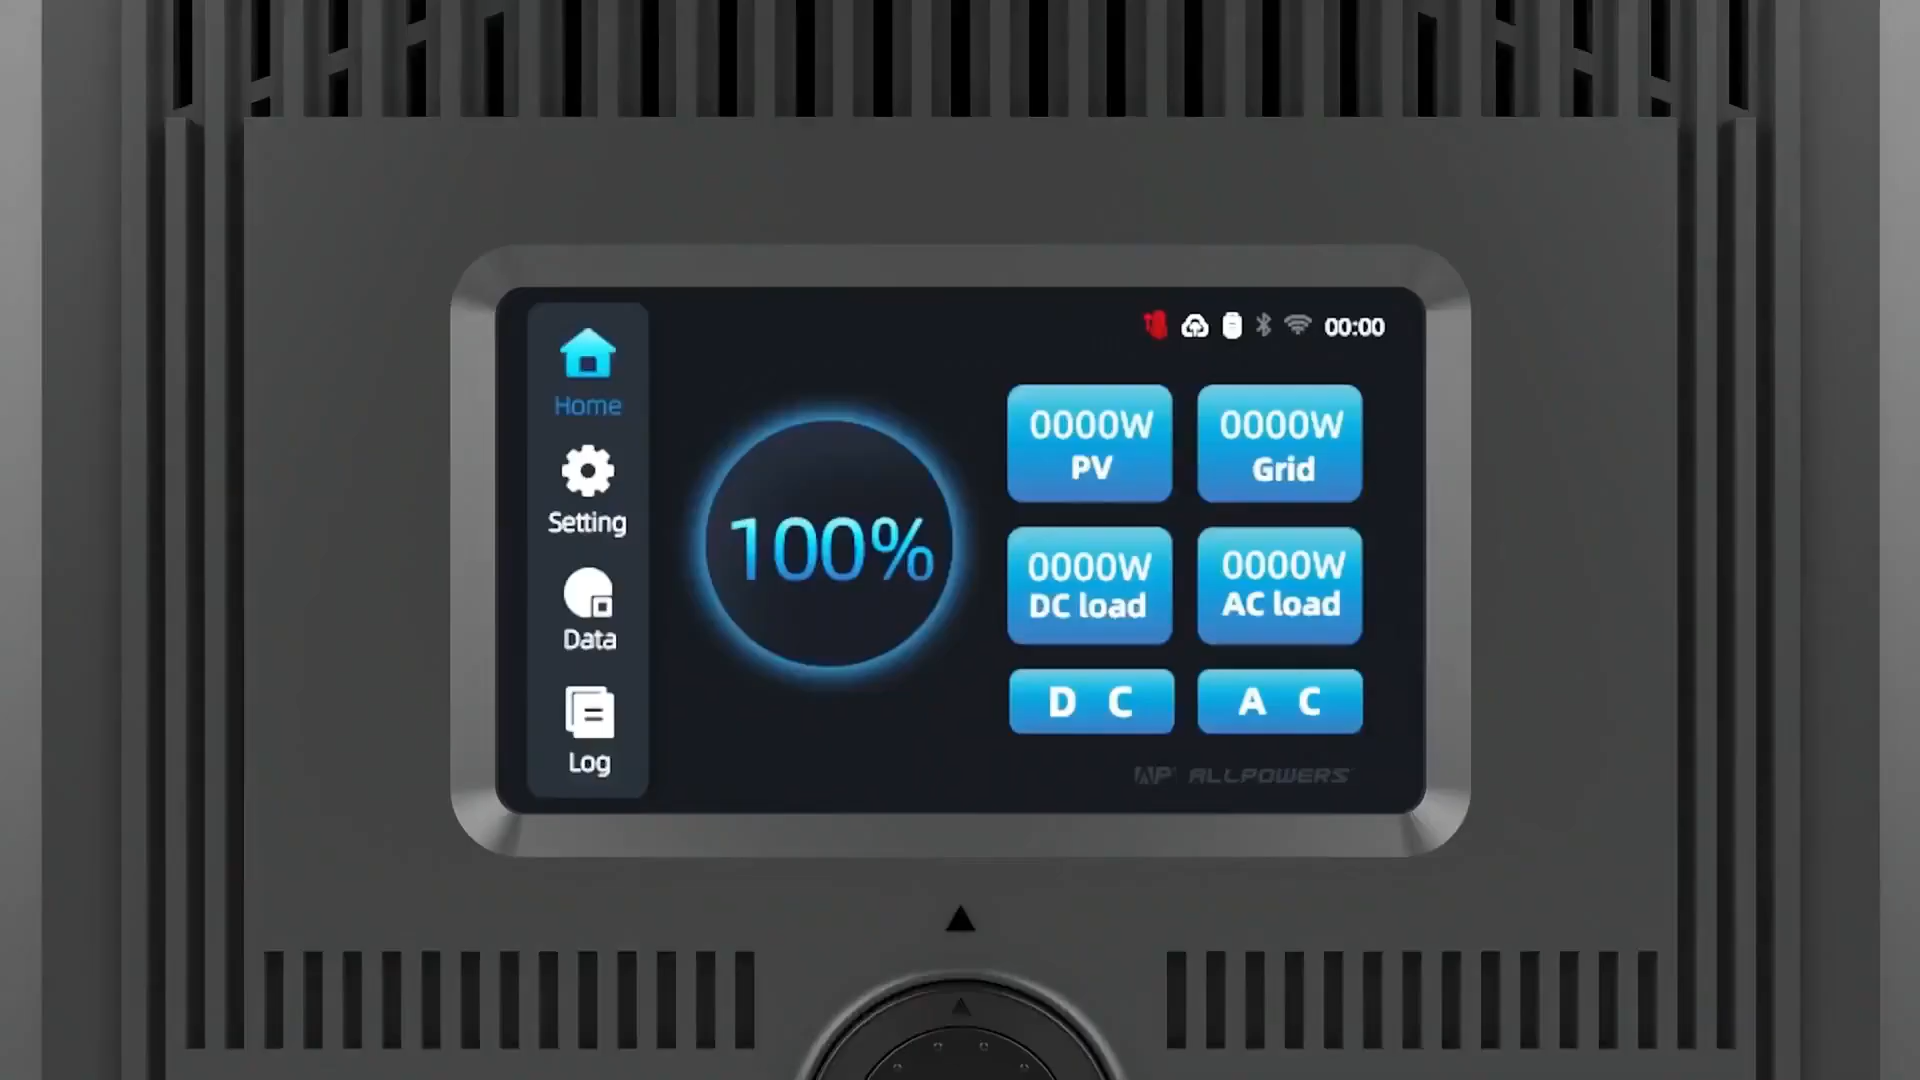 00:00
Home
Setting
Data
Log
100%
0000W
PV
0000W
Grid
0000W
DC load
0000W
AC load
D C
A C
ALLPOWERS